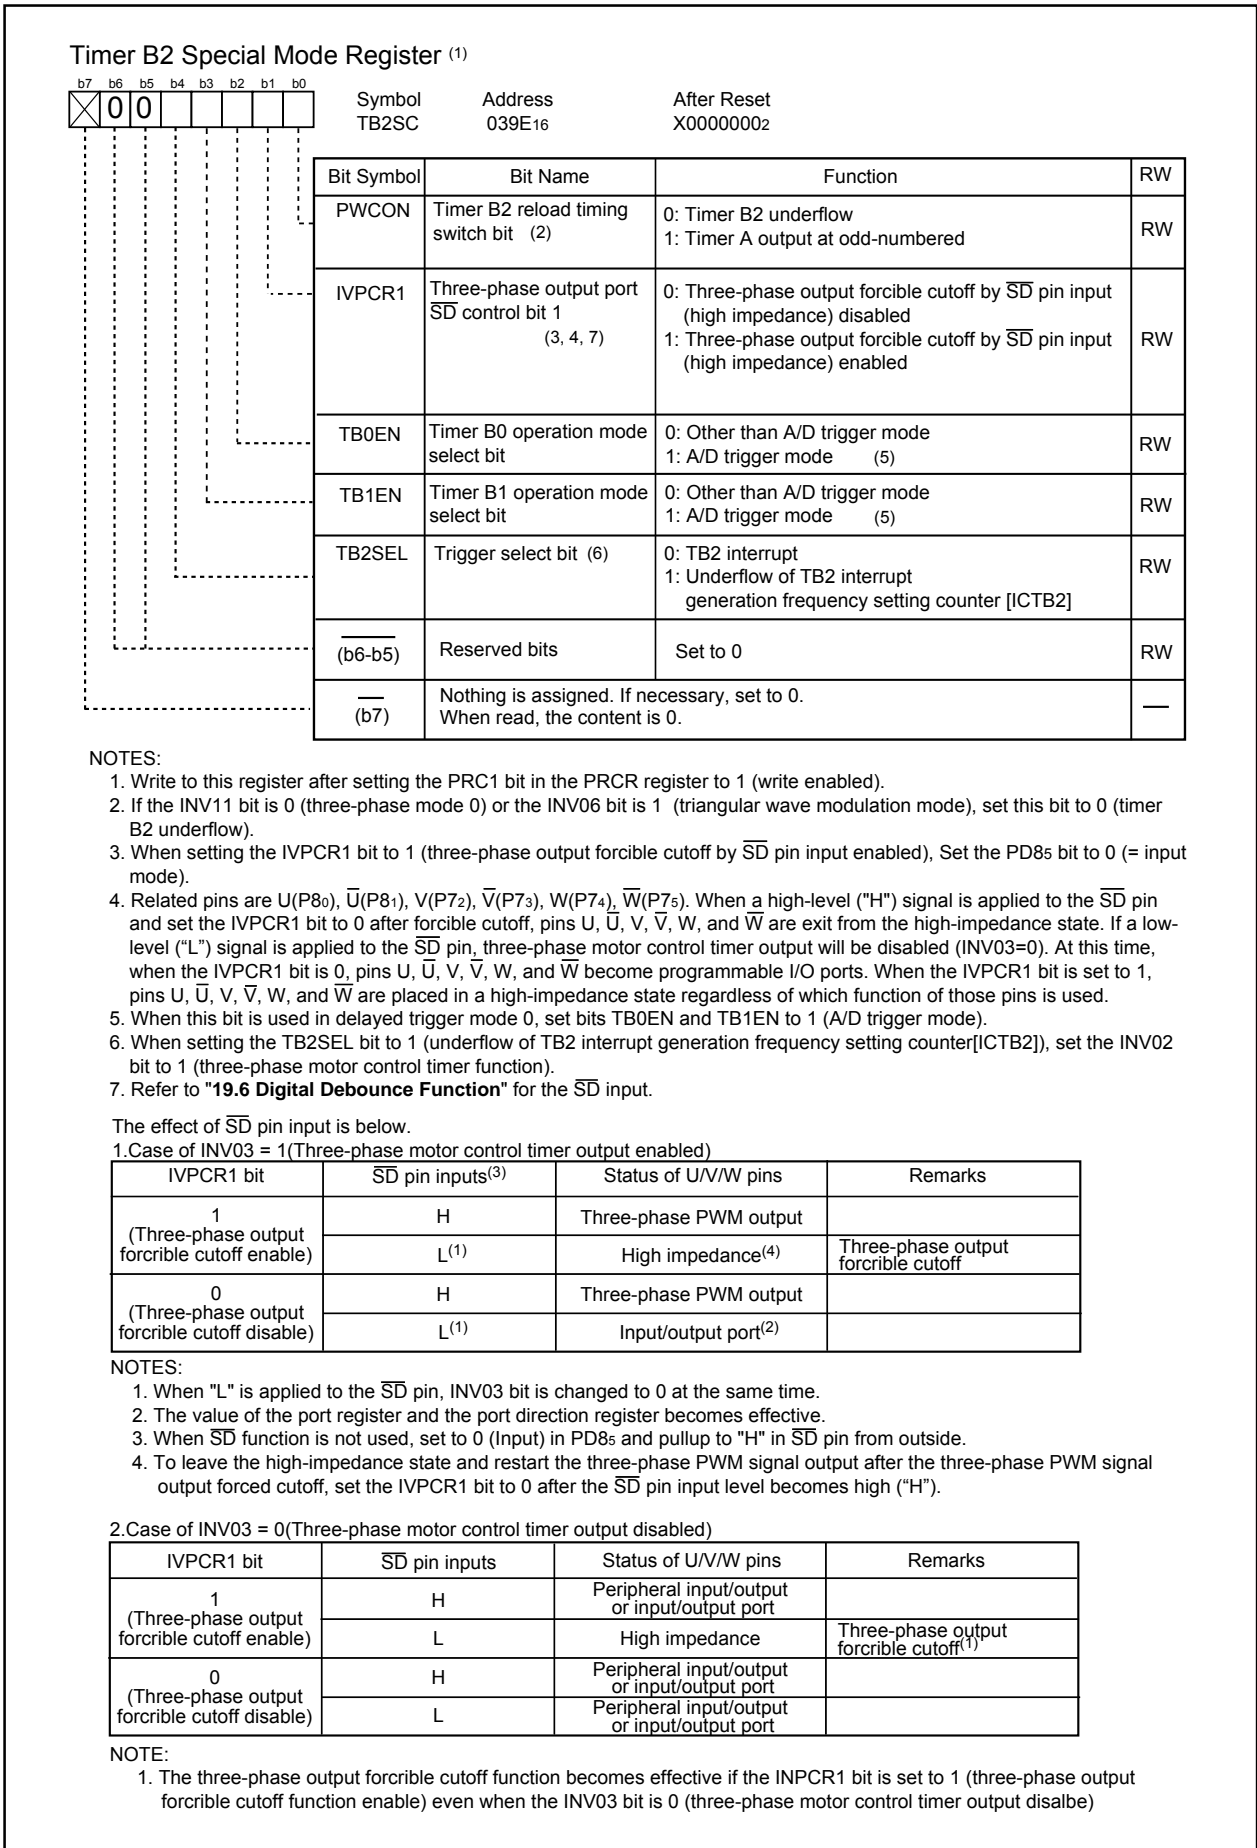 Timer B2 Special Mode Register (1)
b7 b6 b5 b4 b3 b2 b1 b0
0 0
Symbol Address After Reset
TB2SC 039E16 X00000002
Bit Symbol Bit Name Function RW
PWCON Timer B2 reload timing switch bit (2) 0: Timer B2 underflow
1: Timer A output at odd-numbered RW
IVPCR1 Three-phase output port S̅D̅ control bit 1 (3, 4, 7) 0: Three-phase output forcible cutoff by S̅D̅ pin input
(high impedance) disabled
1: Three-phase output forcible cutoff by S̅D̅ pin input
(high impedance) enabled RW
TB0EN Timer B0 operation mode select bit 0: Other than A/D trigger mode
1: A/D trigger mode (5) RW
TB1EN Timer B1 operation mode select bit 0: Other than A/D trigger mode
1: A/D trigger mode (5) RW
TB2SEL Trigger select bit (6) 0: TB2 interrupt
1: Underflow of TB2 interrupt
generation frequency setting counter [ICTB2] RW
(b6-b5) Reserved bits Set to 0 RW
(b7) Nothing is assigned. If necessary, set to 0.
When read, the content is 0. —
NOTES:
1. Write to this register after setting the PRC1 bit in the PRCR register to 1 (write enabled).
2. If the INV11 bit is 0 (three-phase mode 0) or the INV06 bit is 1 (triangular wave modulation mode), set this bit to 0 (timer
B2 underflow).
3. When setting the IVPCR1 bit to 1 (three-phase output forcible cutoff by S̅D̅ pin input enabled), Set the PD85 bit to 0 (= input
mode).
4. Related pins are U(P80), U̅(P81), V(P72), V̅(P73), W(P74), W̅(P75). When a high-level ("H") signal is applied to the S̅D̅ pin
and set the IVPCR1 bit to 0 after forcible cutoff, pins U, U̅, V, V̅, W, and W̅ are exit from the high-impedance state. If a low-
level (“L”) signal is applied to the S̅D̅ pin, three-phase motor control timer output will be disabled (INV03=0). At this time,
when the IVPCR1 bit is 0, pins U, U̅, V, V̅, W, and W̅ become programmable I/O ports. When the IVPCR1 bit is set to 1,
pins U, U̅, V, V̅, W, and W̅ are placed in a high-impedance state regardless of which function of those pins is used.
5. When this bit is used in delayed trigger mode 0, set bits TB0EN and TB1EN to 1 (A/D trigger mode).
6. When setting the TB2SEL bit to 1 (underflow of TB2 interrupt generation frequency setting counter[ICTB2]), set the INV02
bit to 1 (three-phase motor control timer function).
7. Refer to "19.6 Digital Debounce Function" for the S̅D̅ input.
The effect of S̅D̅ pin input is below.
1.Case of INV03 = 1(Three-phase motor control timer output enabled)
IVPCR1 bit S̅D̅ pin inputs(3) Status of U/V/W pins Remarks
1
(Three-phase output
forcrible cutoff enable)
H Three-phase PWM output
L(1) High impedance(4) Three-phase output
forcrible cutoff
0
(Three-phase output
forcrible cutoff disable)
H Three-phase PWM output
L(1) Input/output port(2)
NOTES:
1. When "L" is applied to the S̅D̅ pin, INV03 bit is changed to 0 at the same time.
2. The value of the port register and the port direction register becomes effective.
3. When S̅D̅ function is not used, set to 0 (Input) in PD85 and pullup to "H" in S̅D̅ pin from outside.
4. To leave the high-impedance state and restart the three-phase PWM signal output after the three-phase PWM signal
output forced cutoff, set the IVPCR1 bit to 0 after the S̅D̅ pin input level becomes high (“H”).
2.Case of INV03 = 0(Three-phase motor control timer output disabled)
IVPCR1 bit S̅D̅ pin inputs Status of U/V/W pins Remarks
1
(Three-phase output
forcrible cutoff enable)
H Peripheral input/output
or input/output port
L High impedance Three-phase output
forcrible cutoff(1)
0
(Three-phase output
forcrible cutoff disable)
H Peripheral input/output
or input/output port
L Peripheral input/output
or input/output port
NOTE:
1. The three-phase output forcrible cutoff function becomes effective if the INPCR1 bit is set to 1 (three-phase output
forcrible cutoff function enable) even when the INV03 bit is 0 (three-phase motor control timer output disalbe)